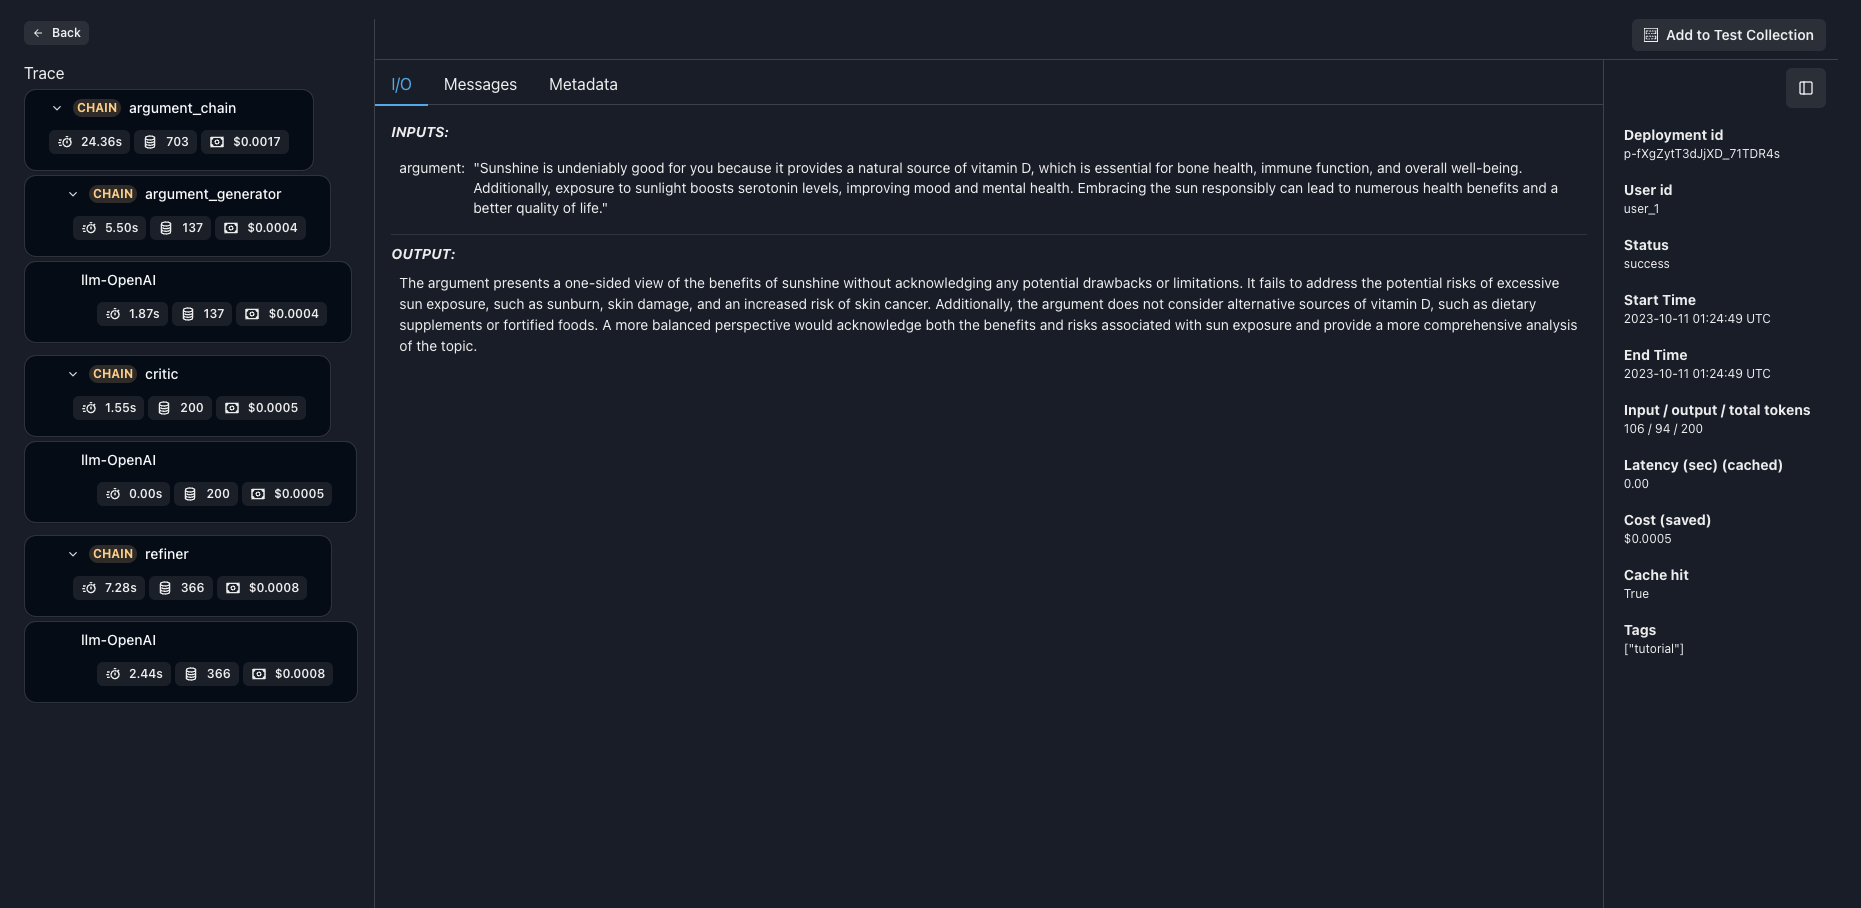 Back
Add to Test Collection
Trace
CHAIN argument_chain
24.36s 703 $0.0017
CHAIN argument_generator
5.50s 137 $0.0004
llm-OpenAI
1.87s 137 $0.0004
CHAIN critic
1.55s 200 $0.0005
llm-OpenAI
0.00s 200 $0.0005
CHAIN refiner
7.28s 366 $0.0008
llm-OpenAI
2.44s 366 $0.0008
I/O Messages Metadata
INPUTS:
argument: "Sunshine is undeniably good for you because it provides a natural source of vitamin D, which is essential for bone health, immune function, and overall well-being.
Additionally, exposure to sunlight boosts serotonin levels, improving mood and mental health. Embracing the sun responsibly can lead to numerous health benefits and a
better quality of life."
OUTPUT:
The argument presents a one-sided view of the benefits of sunshine without acknowledging any potential drawbacks or limitations. It fails to address the potential risks of excessive
sun exposure, such as sunburn, skin damage, and an increased risk of skin cancer. Additionally, the argument does not consider alternative sources of vitamin D, such as dietary
supplements or fortified foods. A more balanced perspective would acknowledge both the benefits and risks associated with sun exposure and provide a more comprehensive analysis
of the topic.
Deployment id
p-fXgZytT3dJjXD_71TDR4s
User id
user_1
Status
success
Start Time
2023-10-11 01:24:49 UTC
End Time
2023-10-11 01:24:49 UTC
Input / output / total tokens
106 / 94 / 200
Latency (sec) (cached)
0.00
Cost (saved)
$0.0005
Cache hit
True
Tags
["tutorial"]